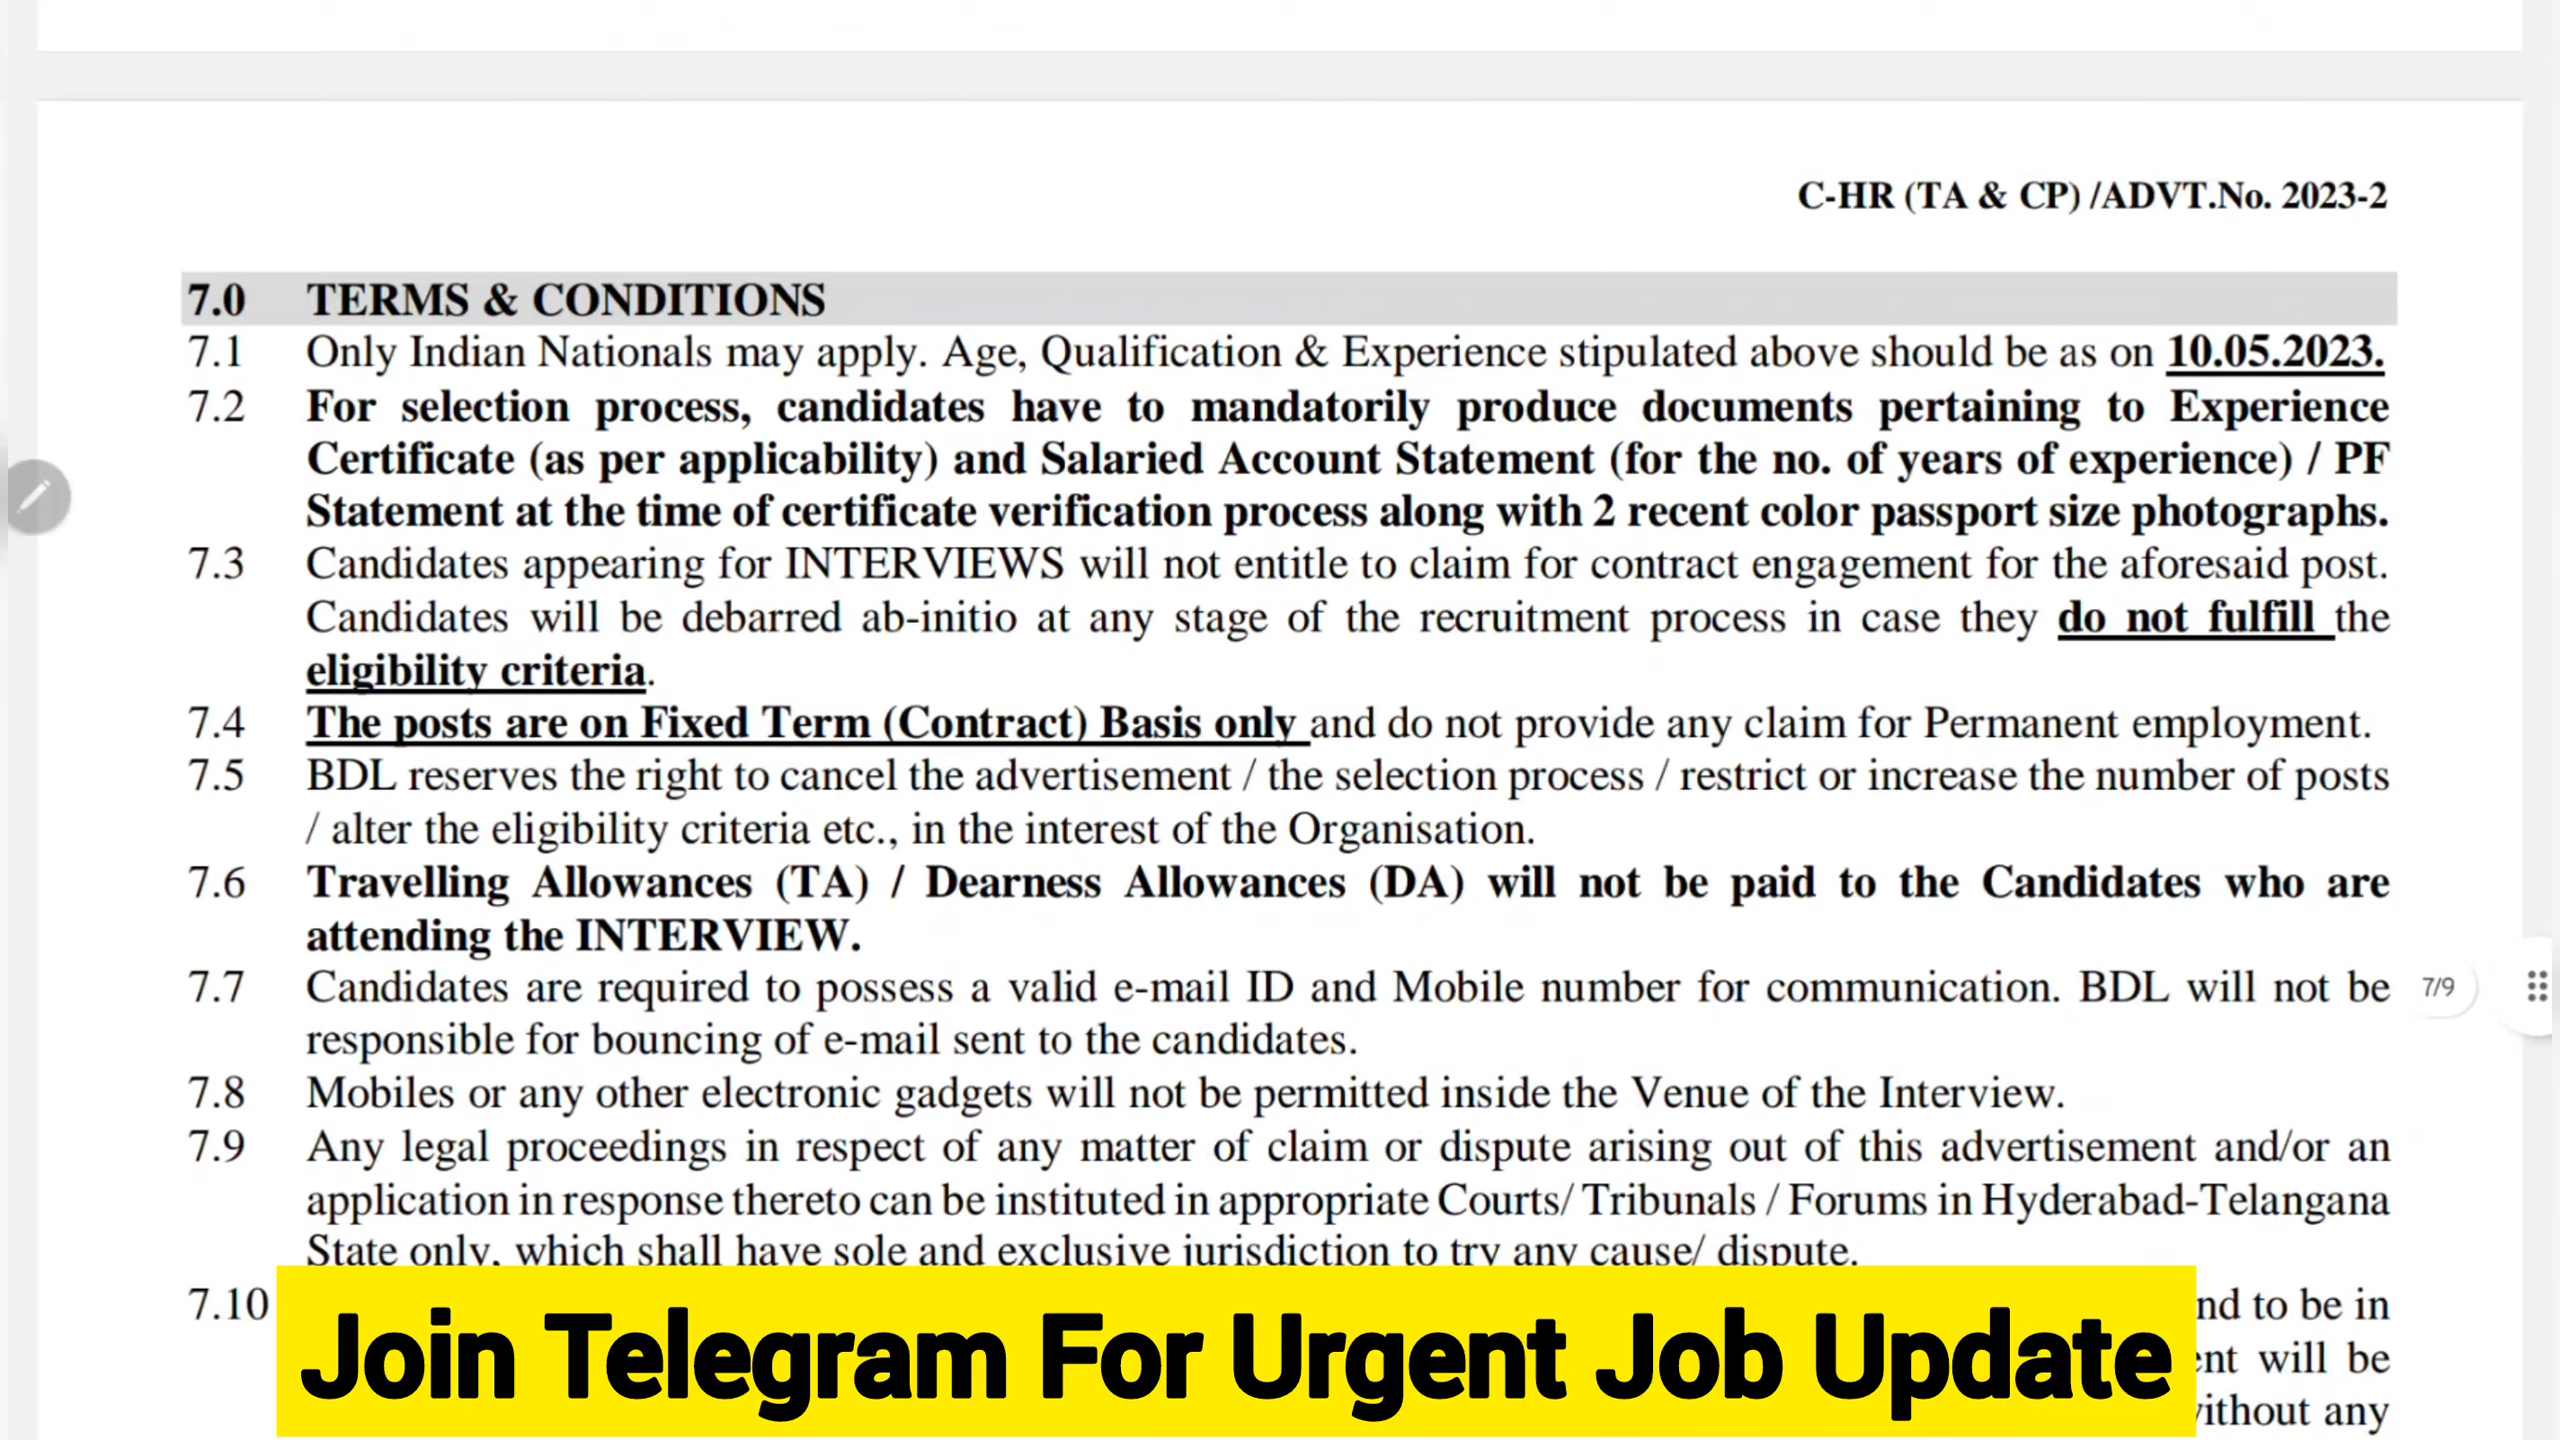 C-HR (TA & CP) /ADVT.No. 2023-2
7.0 TERMS & CONDITIONS
7.1 Only Indian Nationals may apply. Age, Qualification & Experience stipulated above should be as on 10.05.2023.
7.2 For selection process, candidates have to mandatorily produce documents pertaining to Experience
Certificate (as per applicability) and Salaried Account Statement (for the no. of years of experience) / PF
Statement at the time of certificate verification process along with 2 recent color passport size photographs.
7.3 Candidates appearing for INTERVIEWS will not entitle to claim for contract engagement for the aforesaid post.
Candidates will be debarred ab-initio at any stage of the recruitment process in case they do not fulfill the
eligibility criteria.
7.4 The posts are on Fixed Term (Contract) Basis only and do not provide any claim for Permanent employment.
7.5 BDL reserves the right to cancel the advertisement / the selection process / restrict or increase the number of posts
/ alter the eligibility criteria etc., in the interest of the Organisation.
7.6 Travelling Allowances (TA) / Dearness Allowances (DA) will not be paid to the Candidates who are
attending the INTERVIEW.
7.7 Candidates are required to possess a valid e-mail ID and Mobile number for communication. BDL will not be
7/9
responsible for bouncing of e-mail sent to the candidates.
7.8 Mobiles or any other electronic gadgets will not be permitted inside the Venue of the Interview.
7.9 Any legal proceedings in respect of any matter of claim or dispute arising out of this advertisement and/or an
application in response thereto can be instituted in appropriate Courts/ Tribunals / Forums in Hyderabad-Telangana
State only, which shall have sole and exclusive jurisdiction to try any cause/ dispute.
7.10 to be in
will be
any
Join Telegram For Urgent Job Update